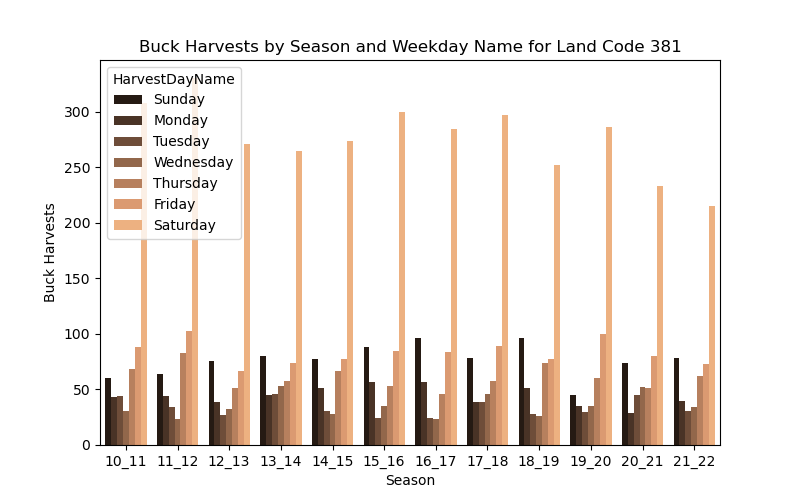 Buck Harvests by Season and Weekday Name for Land Code 381
HarvestDayName
Sunday
Monday
Tuesday
Wednesday
Thursday
Friday
Saturday
Buck Harvests
300
250
200
150
100
50
0
10_11 11_12 12_13 13_14 14_15 15_16 16_17 17_18 18_19 19_20 20_21 21_22
Season